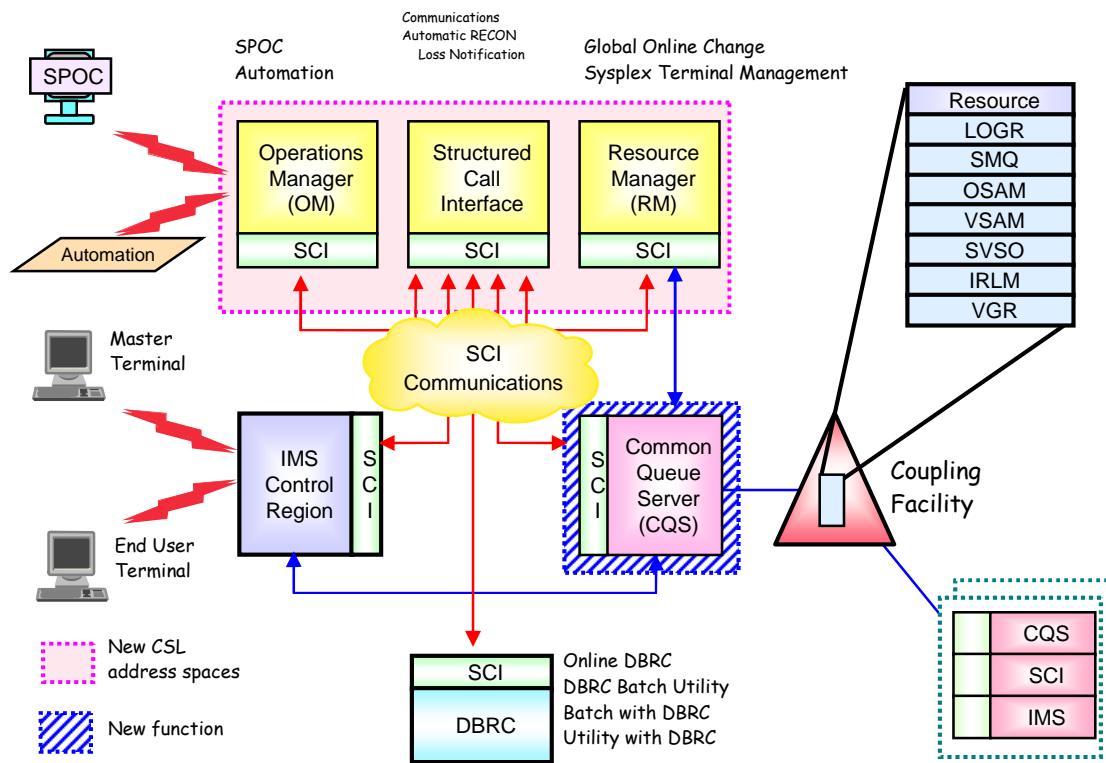 Communications
Automatic RECON
Loss Notification
SPOC
Automation
Global Online Change
Sysplex Terminal Management
SPOC
Automation
Operations
Manager
(OM)
SCI
Structured
Call
Interface
SCI
Resource
Manager
(RM)
SCI
Resource
LOGR
SMQ
OSAM
VSAM
SVSO
IRLM
VGR
Master
Terminal
SCI
Communications
IMS
Control
Region
S
C
I
S
C
I
Common
Queue
Server
(CQS)
Coupling
Facility
End User
Terminal
New CSL
address spaces
New function
SCI
DBRC
Online DBRC
DBRC Batch Utility
Batch with DBRC
Utility with DBRC
CQS
SCI
IMS